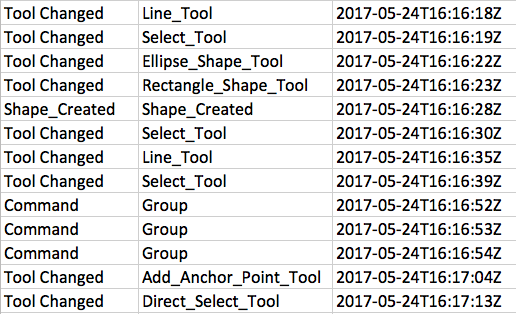 Tool Changed Line_Tool 2017-05-24T16:16:18Z
Tool Changed Select_Tool 2017-05-24T16:16:19Z
Tool Changed Ellipse_Shape_Tool 2017-05-24T16:16:22Z
Tool Changed Rectangle_Shape_Tool 2017-05-24T16:16:23Z
Shape_Created Shape_Created 2017-05-24T16:16:28Z
Tool Changed Select_Tool 2017-05-24T16:16:30Z
Tool Changed Line_Tool 2017-05-24T16:16:35Z
Tool Changed Select_Tool 2017-05-24T16:16:39Z
Command Group 2017-05-24T16:16:52Z
Command Group 2017-05-24T16:16:53Z
Command Group 2017-05-24T16:16:54Z
Tool Changed Add_Anchor_Point_Tool 2017-05-24T16:17:04Z
Tool Changed Direct_Select_Tool 2017-05-24T16:17:13Z